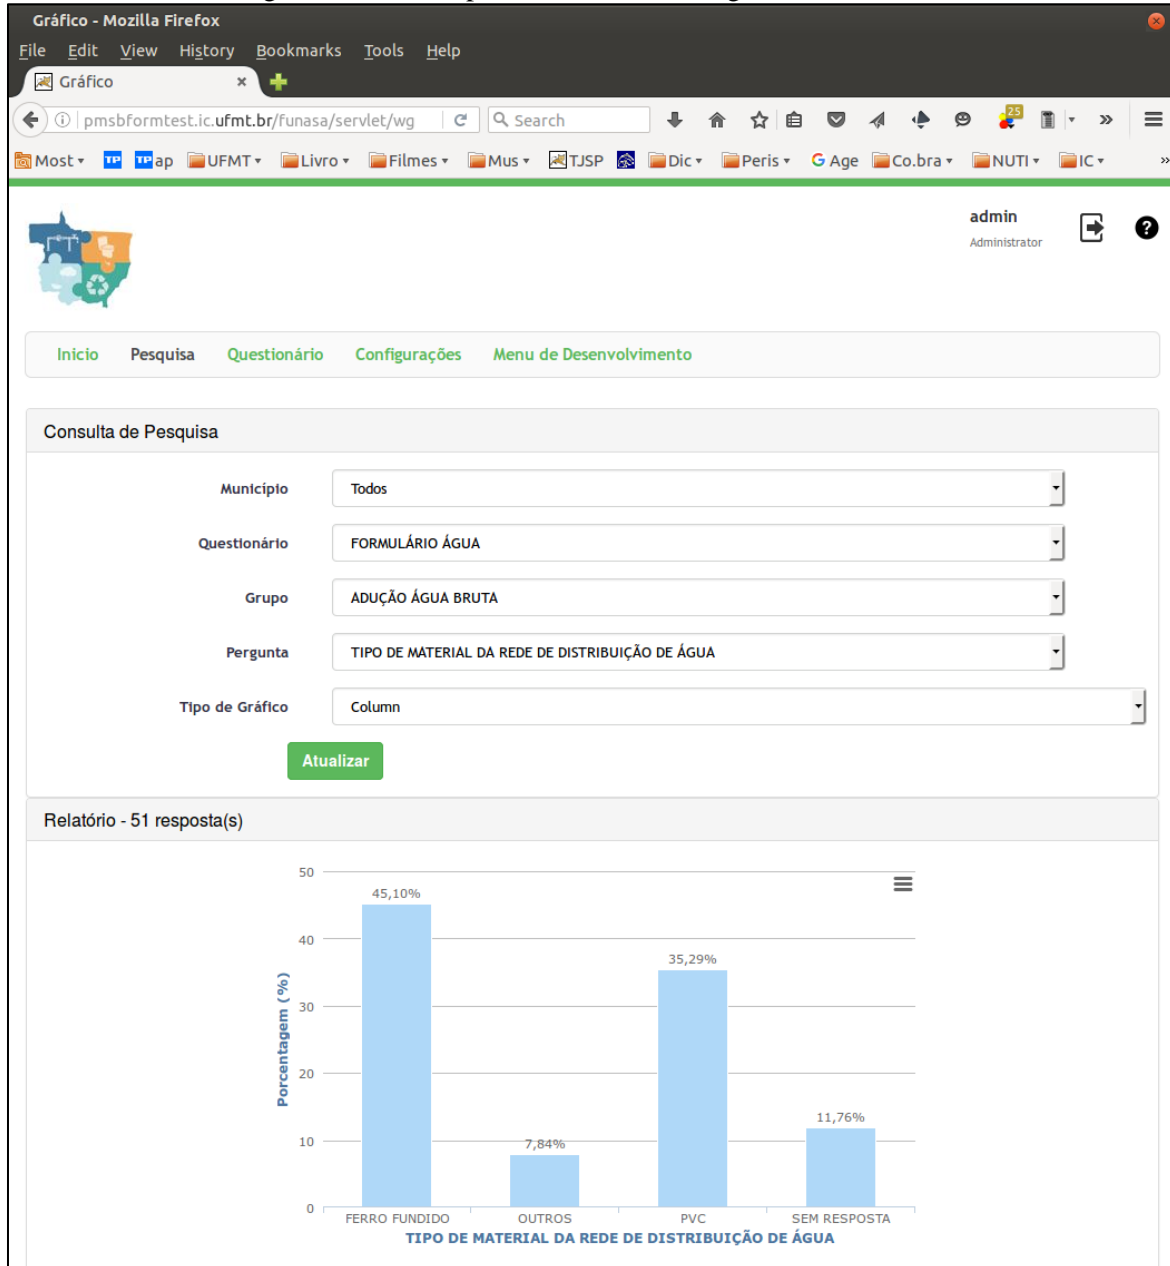 Gráfico - Mozilla Firefox
File Edit View History Bookmarks Tools Help
Gráfico
pmsbformtest.ic.ufmt.br/funasa/servlet/wg Search 25
Most TP TP ap UFMT Livro Filmes Mus TJSP Dic Peris G Age Co.bra NUTI IC
admin
Administrator
Inicio Pesquisa Questionário Configurações Menu de Desenvolvimento
Consulta de Pesquisa
Município Todos
Questionário FORMULÁRIO ÁGUA
Grupo ADUÇÃO ÁGUA BRUTA
Pergunta TIPO DE MATERIAL DA REDE DE DISTRIBUIÇÃO DE ÁGUA
Tipo de Gráfico Column
Atualizar
Relatório - 51 resposta(s)
Porcentagem (%)
50
40
30
20
10
0
45,10%
7,84%
35,29%
11,76%
FERRO FUNDIDO OUTROS PVC SEM RESPOSTA
TIPO DE MATERIAL DA REDE DE DISTRIBUIÇÃO DE ÁGUA